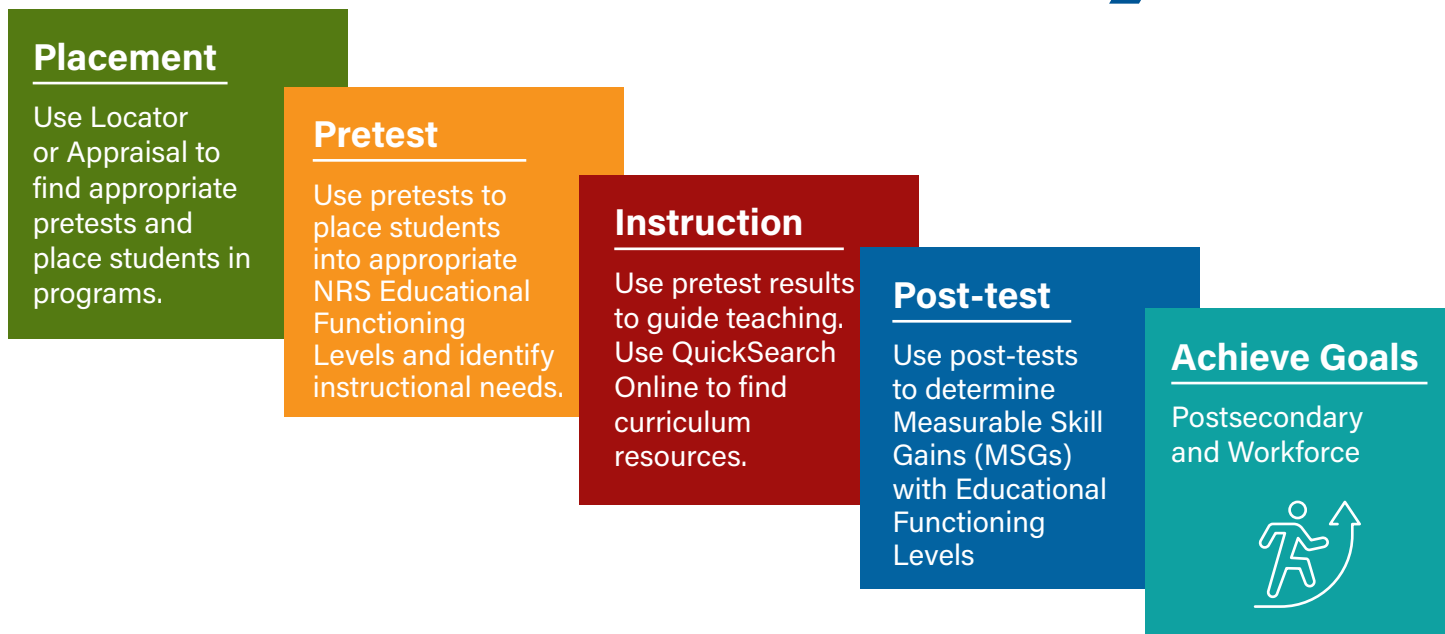 Placement
Use Locator
or Appraisal to
find appropriate
pretests and
place students in
programs.
Pretest
Use pretests to
place students
into appropriate
NRS Educational
Functioning
Levels and identify
instructional needs.
Instruction
Use pretest results
to guide teaching.
Use QuickSearch
Online to find
curriculum
resources.
Post-test
Use post-tests
to determine
Measurable Skill
Gains (MSGs)
with Educational
Functioning
Levels
Achieve Goals
Postsecondary
and Workforce